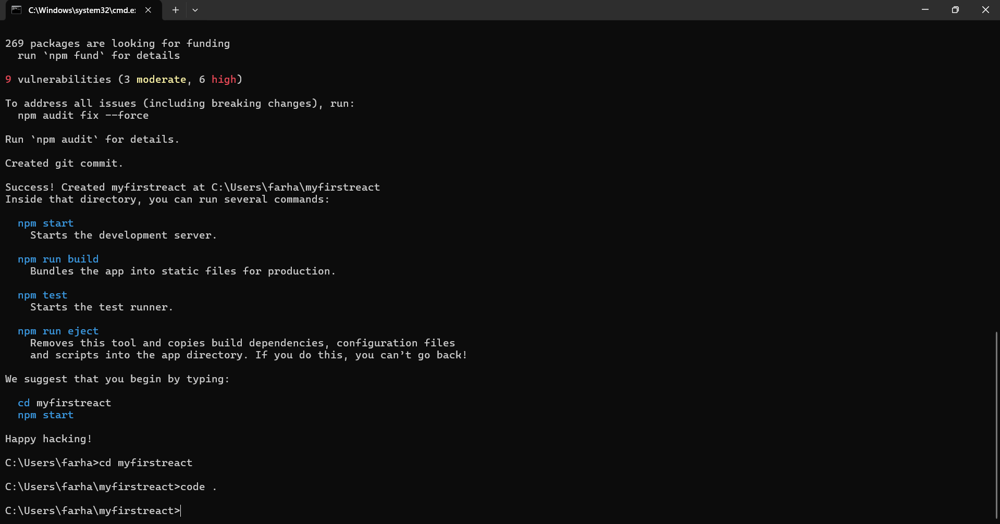 C:\Windows\system32\cmd.e
269 packages are looking for funding
  run `npm fund` for details
9 vulnerabilities (3 moderate, 6 high)
To address all issues (including breaking changes), run:
  npm audit fix --force
Run `npm audit` for details.
Created git commit.
Success! Created myfirstreact at C:\Users\farha\myfirstreact
Inside that directory, you can run several commands:
  npm start
    Starts the development server.
  npm run build
    Bundles the app into static files for production.
  npm test
    Starts the test runner.
  npm run eject
    Removes this tool and copies build dependencies, configuration files
    and scripts into the app directory. If you do this, you can’t go back!
We suggest that you begin by typing:
  cd myfirstreact
  npm start
Happy hacking!
C:\Users\farha>cd myfirstreact
C:\Users\farha\myfirstreact>code .
C:\Users\farha\myfirstreact>